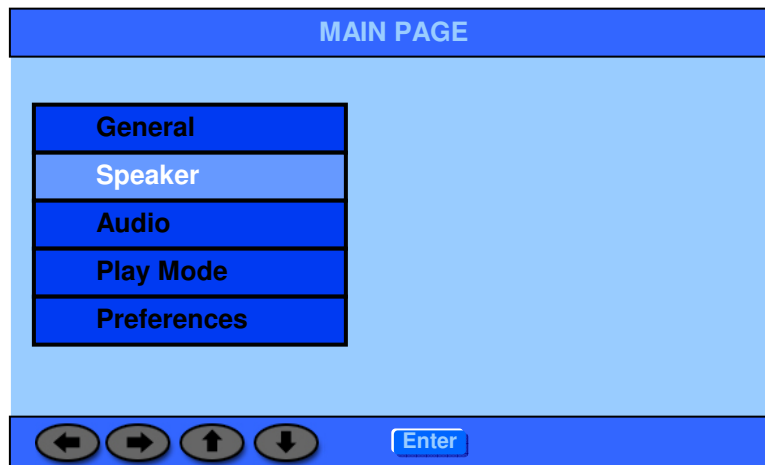 MAIN PAGE
General
Speaker
Audio
Play Mode
Preferences
Enter